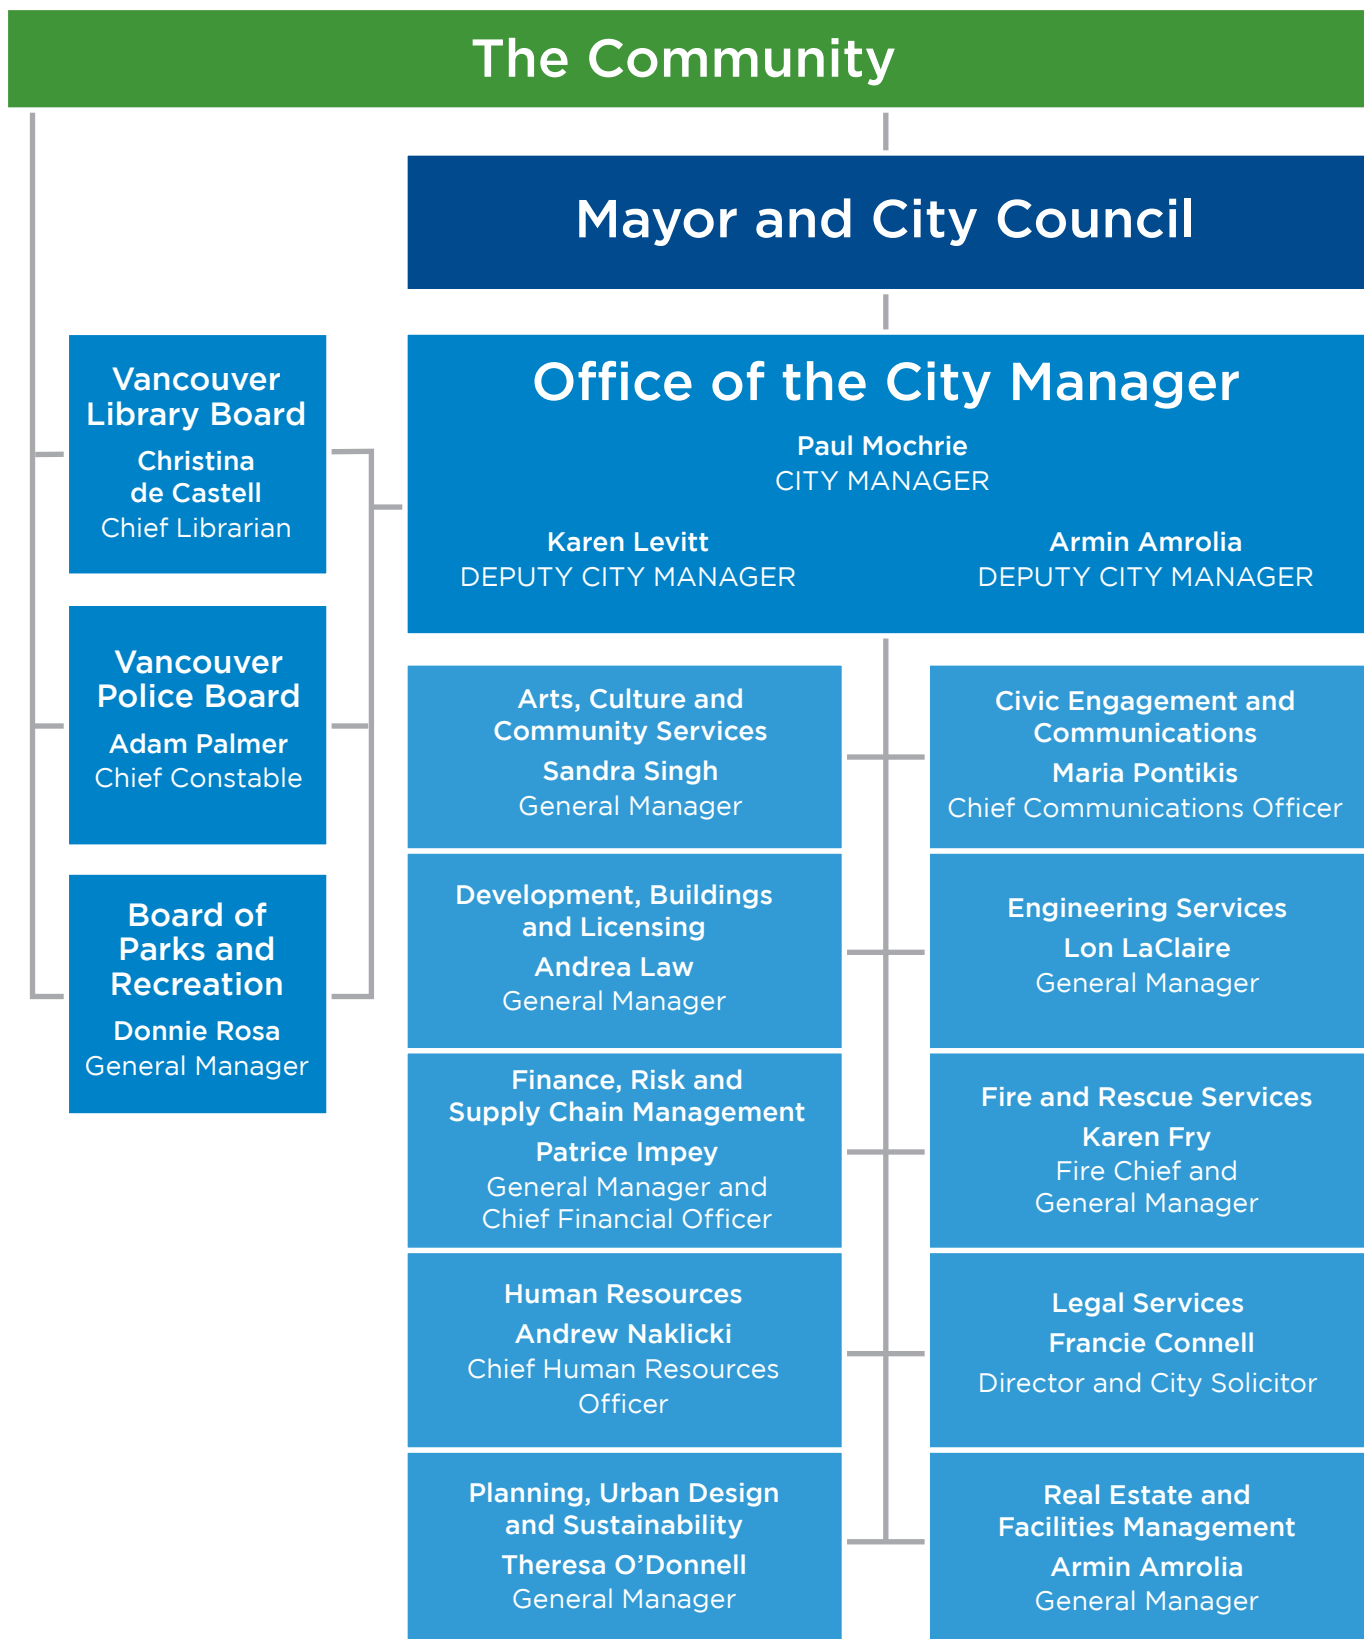 The Community
Mayor and City Council
Vancouver
Library Board
Christina
de Castell
Chief Librarian
Vancouver
Police Board
Adam Palmer
Chief Constable
Board of
Parks and
Recreation
Donnie Rosa
General Manager
Office of the City Manager
Paul Mochrie
CITY MANAGER
Karen Levitt
DEPUTY CITY MANAGER
Armin Amrolia
DEPUTY CITY MANAGER
Arts, Culture and
Community Services
Sandra Singh
General Manager
Civic Engagement and
Communications
Maria Pontikis
Chief Communications Officer
Development, Buildings
and Licensing
Andrea Law
General Manager
Engineering Services
Lon LaClaire
General Manager
Finance, Risk and
Supply Chain Management
Patrice Impey
General Manager and
Chief Financial Officer
Fire and Rescue Services
Karen Fry
Fire Chief and
General Manager
Human Resources
Andrew Naklicki
Chief Human Resources
Officer
Legal Services
Francie Connell
Director and City Solicitor
Planning, Urban Design
and Sustainability
Theresa O’Donnell
General Manager
Real Estate and
Facilities Management
Armin Amrolia
General Manager